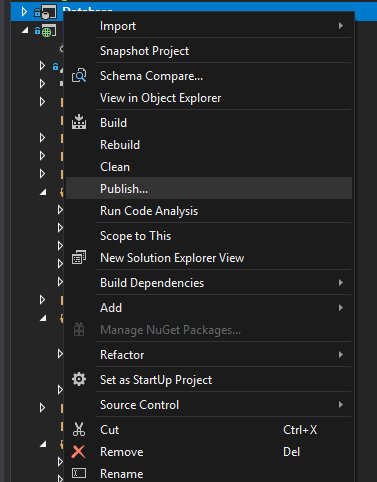 Database
Import
Snapshot Project
Schema Compare...
View in Object Explorer
Build
Rebuild
Clean
Publish...
Run Code Analysis
Scope to This
New Solution Explorer View
Build Dependencies
Add
Manage NuGet Packages...
Refactor
Set as StartUp Project
Source Control
Cut Ctrl+X
Remove Del
Rename